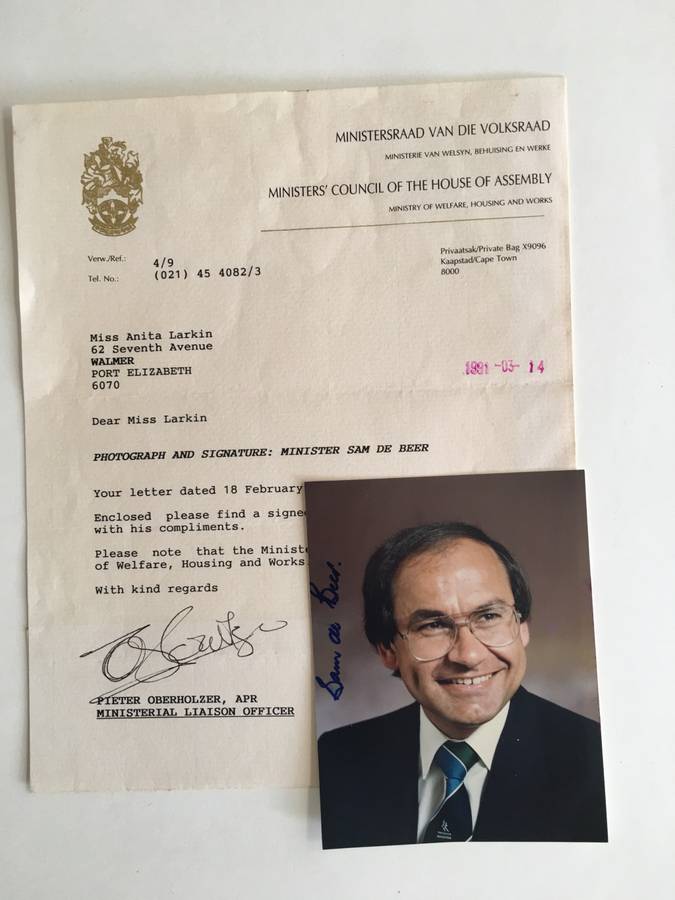 MINISTERSRAAD VAN DIE VOLKSRAAD
MINISTERIE VAN WELSYN, BEHUISING EN WERKE
MINISTERS' COUNCIL OF THE HOUSE OF ASSEMBLY
MINISTRY OF WELFARE, HOUSING AND WORKS
Verw./Ref.: 4/9
Tel. No.: (021) 45 4082/3
Privaatsak/Private Bag X9096
Kaapstad/Cape Town
8000
Miss Anita Larkin
62 Seventh Avenue
WALMER
PORT ELIZABETH
6070
1991 -03- 14
Dear Miss Larkin
PHOTOGRAPH AND SIGNATURE: MINISTER SAM DE BEER
Your letter dated 18 February
Enclosed please find a signe
with his compliments.
Please note that the Ministe
of Welfare, Housing and Works
With kind regards
PIETER OBERHOLZER, APR
MINISTERIAL LIAISON OFFICER
Sam de Beer.